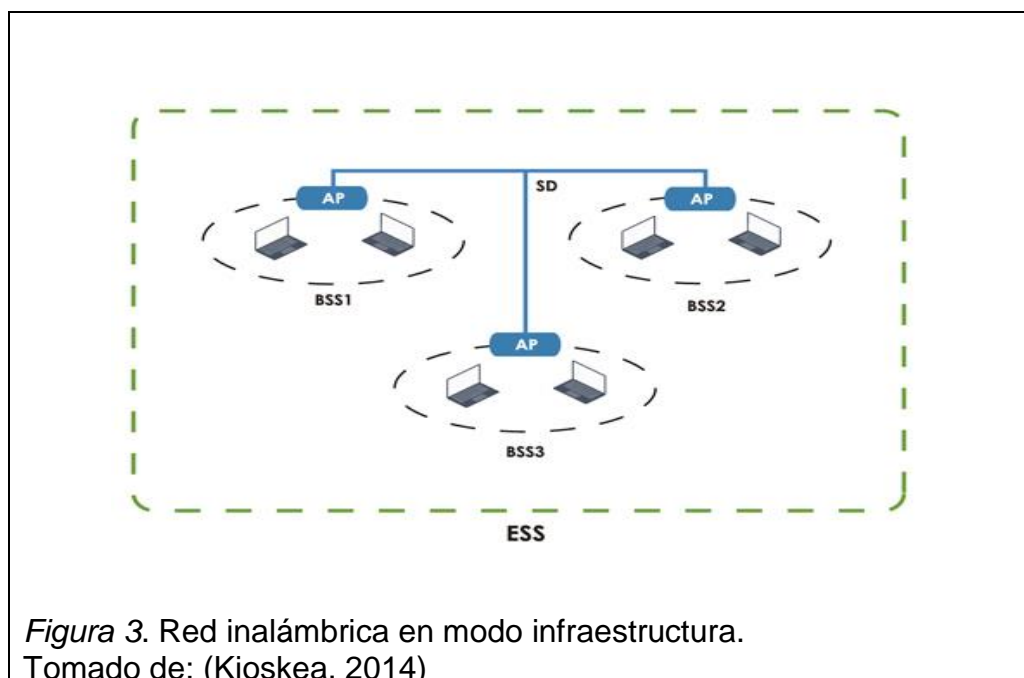 AP
SD
AP
BSS1
BSS2
AP
BSS3
ESS
Figura 3. Red inalámbrica en modo infraestructura.
Tomado de: (Kioskea, 2014)